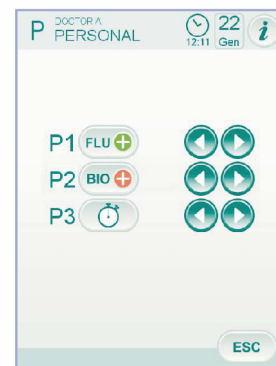 P DOCTOR A PERSONAL 12:11 22 Gen i
P1 FLU
P2 BIO
P3
ESC